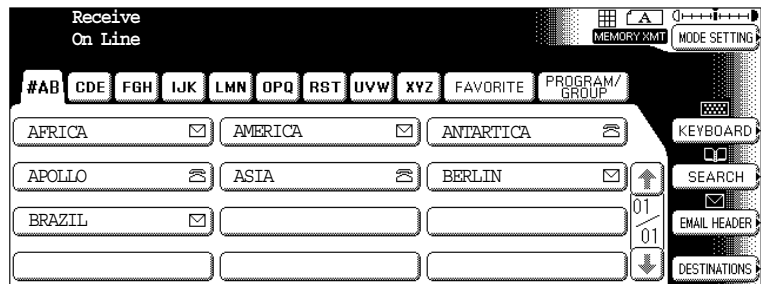 Receive
On Line
A
MEMORY XMT
MODE SETTING
#AB CDE FGH IJK LMN OPQ RST UVW XYZ FAVORITE PROGRAM/
GROUP
AFRICA AMERICA ANTARTICA
KEYBOARD
APOLLO ASIA BERLIN
SEARCH
BRAZIL
01
01
EMAIL HEADER
DESTINATIONS